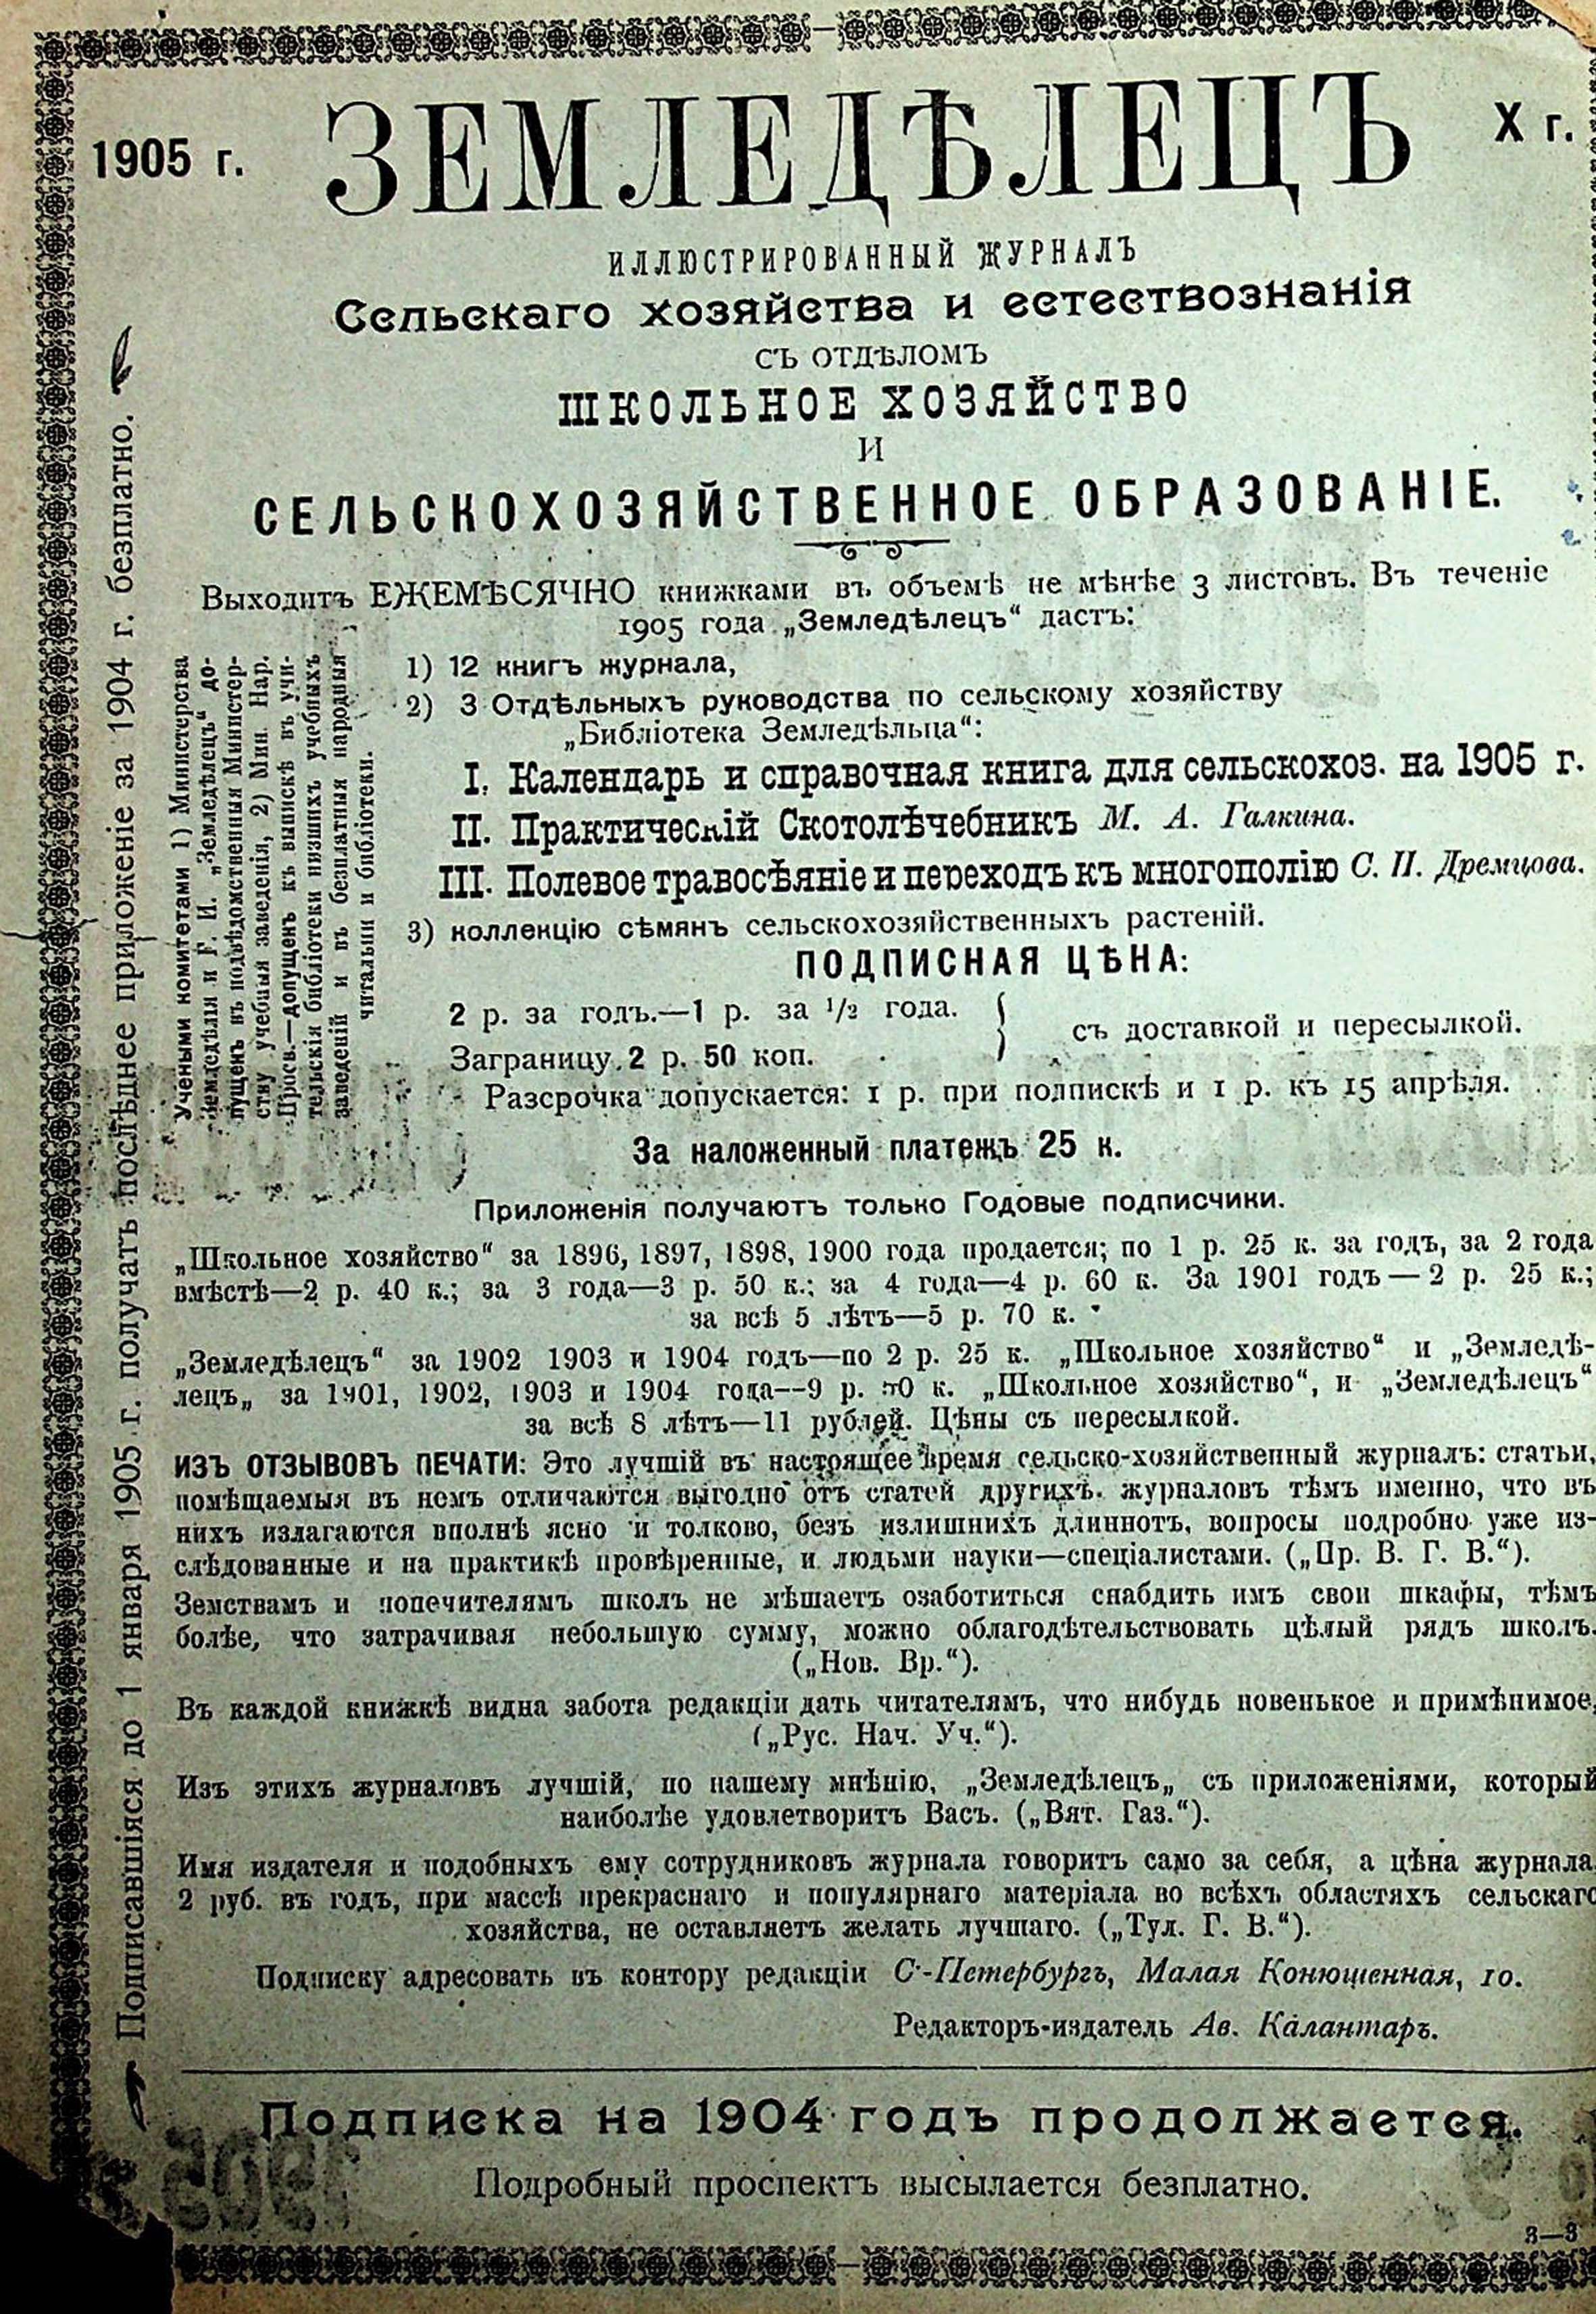 1905 г.
ЗЕМЛЕДѢЛЕЦЪ
X г.
ИЛЛЮСТРИРОВАННЫЙ ЖУРНАЛЪ
Сельскаго хозяйства и естествознанія
СЪ ОТДѢЛОМЪ
ШКОЛЬНОЕ ХОЗЯЙСТВО
И
СЕЛЬСКОХОЗЯЙСТВЕННОЕ ОБРАЗОВАНІЕ.
Выходитъ ЕЖЕМѢСЯЧНО книжками въ объемѣ не мѣнѣе 3 листовъ. Въ теченіе
1905 года „Земледѣлецъ“ дастъ:
1) 12 книгъ журнала,
2) 3 Отдѣльныхъ руководства по сельскому хозяйству
„Библіотека Земледѣльца“:
I. Календарь и справочная книга для сельскохоз. на 1905 г.
II. Практическій Скотолѣчебникъ М. А. Галкина.
III. Полевое травосѣяніе и переходъ къ многополію С. П. Дремцова.
3) коллекцію сѣмянъ сельскохозяйственныхъ растеній.
ПОДПИСНАЯ ЦѢНА:
2 р. за годъ.—1 р. за 1/2 года.
Заграницу 2 р. 50 коп.
съ доставкой и пересылкой.
Разсрочка допускается: 1 р. при подпискѣ и 1 р. къ 15 апрѣля.
За наложенный платежъ 25 к.
Приложенія получаютъ только Годовые подписчики.
Учеными комитетами 1) Министерства
Земледѣлія и Г. И. „Земледѣлецъ“ до-
пущенъ въ подвѣдомственныя Министер-
ству учебныя заведенія, 2) Мин. Нар.
Просв.—допущенъ къ выпискѣ въ учи-
тельскія библіотеки низшихъ учебныхъ
заведеній и въ безплатныя народныя
читальни и библіотеки.
Подписавшіяся до 1 января 1905 г. получатъ послѣднее приложеніе за 1904 г. безплатно.
„Школьное хозяйство“ за 1896, 1897, 1898, 1900 года продается; по 1 р. 25 к. за годъ, за 2 года
вмѣстѣ—2 р. 40 к.; за 3 года—3 р. 50 к.; за 4 года—4 р. 60 к. За 1901 годъ—2 р. 25 к.;
за всѣ 5 лѣтъ—5 р. 70 к.
„Земледѣлецъ“ за 1902 1903 и 1904 годъ—по 2 р. 25 к. „Школьное хозяйство“ и „Земледѣ-
лецъ„ за 1901, 1902, 1903 и 1904 года--9 р. к. „Школьное хозяйство“, и „Земледѣлецъ“
за всѣ 8 лѣтъ—11 рублей. Цѣны съ пересылкой.
ИЗЪ ОТЗЫВОВЪ ПЕЧАТИ: Это лучшій въ настоящее время сельско-хозяйственный журналъ: статьи,
помѣщаемыя въ немъ отличаются выгодно отъ статей другихъ журналовъ тѣмъ именно, что въ
нихъ излагаются вполнѣ ясно и толково, безъ излишнихъ длиннотъ, вопросы подробно уже из-
слѣдованные и на практикѣ провѣренные, и людьми науки—спеціалистами. („Пр. В. Г. В.“).
Земствамъ и попечителямъ школъ не мѣшаетъ озаботиться снабдить имъ свои шкафы, тѣмъ
болѣе, что затрачивая небольшую сумму, можно облагодѣтельствовать цѣлый рядъ школъ.
(„Нов. Вр.“).
Въ каждой книжкѣ видна забота редакціи дать читателямъ, что нибудь новенькое и примѣнимое,
(„Рус. Нач. Уч.“).
Изъ этихъ журналовъ лучшій, по нашему мнѣнію, „Земледѣлецъ„ съ приложеніями, который
наиболѣе удовлетворитъ Васъ. („Вят. Газ.“).
Имя издателя и подобныхъ ему сотрудниковъ журнала говоритъ само за себя, а цѣна журнала
2 руб. въ годъ, при массѣ прекраснаго и популярнаго матеріала во всѣхъ областяхъ сельскаго
хозяйства, не оставляетъ желать лучшаго. („Тул. Г. В.“).
Подписку адресовать въ контору редакціи С.-Петербургъ, Малая Конюшенная, 10.
Редакторъ-издатель Ав. Калантаръ.
Подписка на 1904 годъ продолжается.
Подробный проспектъ высылается безплатно.
3—3